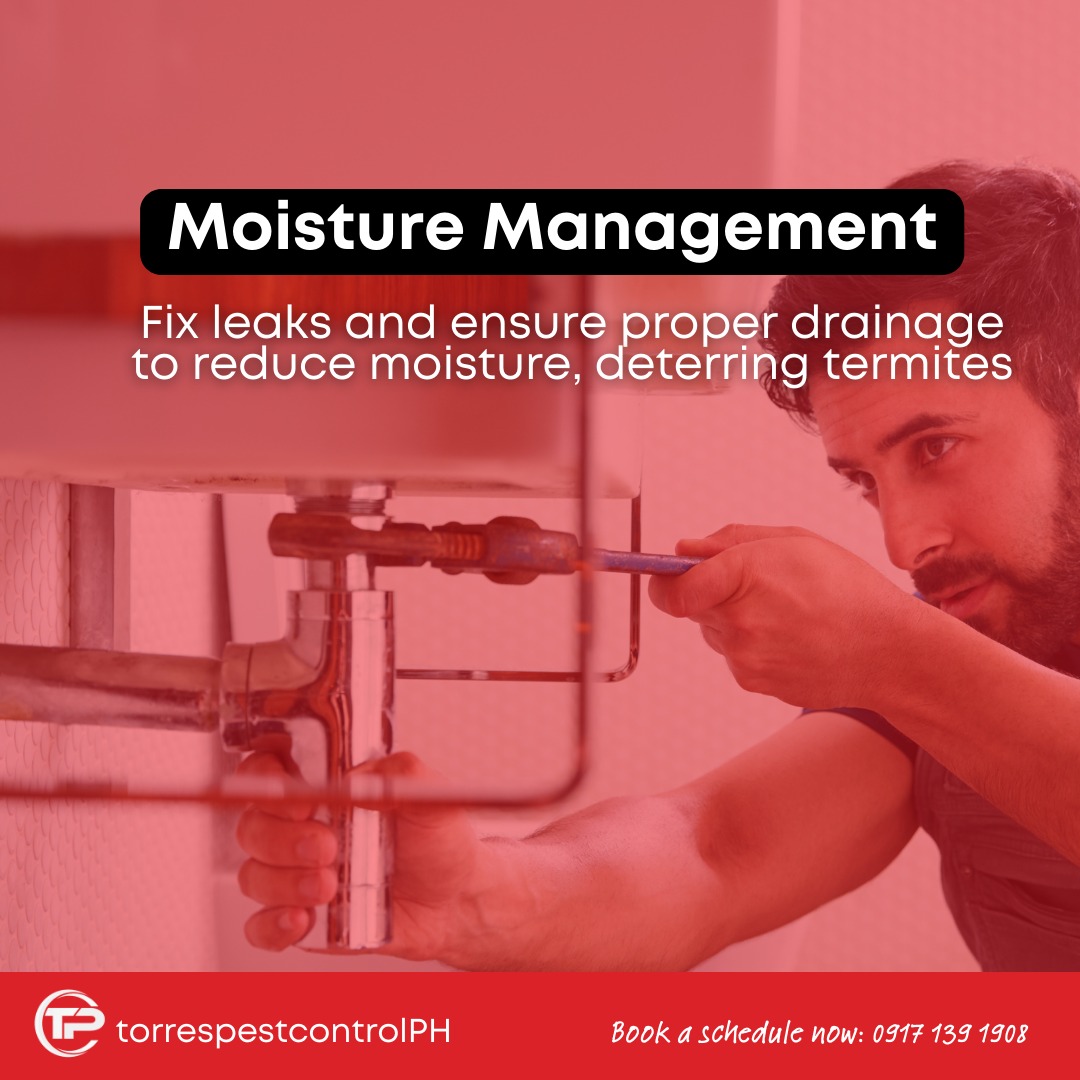 Moisture Management
Fix leaks and ensure proper drainage
to reduce moisture, deterring termites
TP torrespestcontrolPH
Book a schedule now: 0917 139 1908